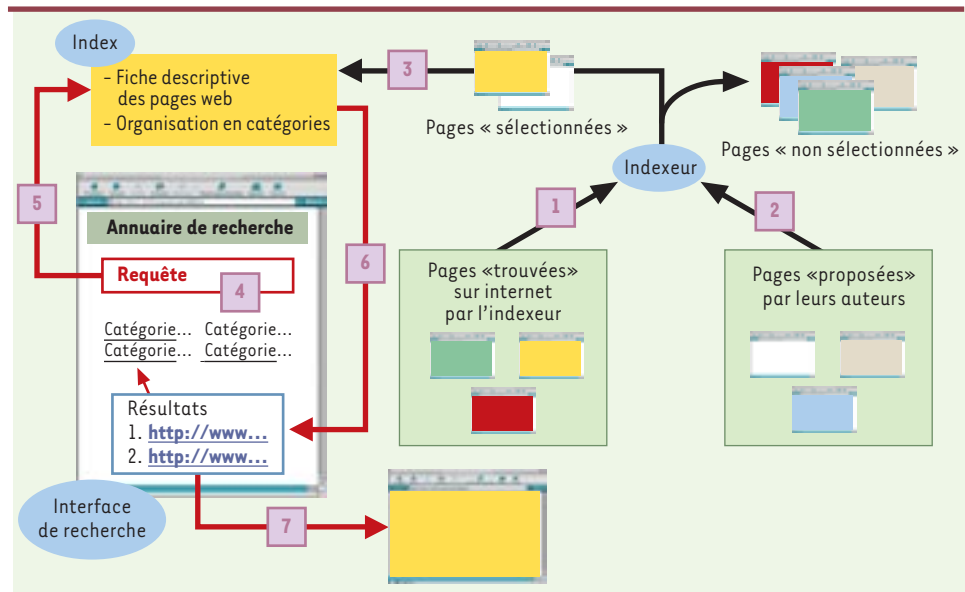 Index
– Fiche descriptive
des pages web
– Organisation en catégories
3
Pages « sélectionnées »
Pages « non sélectionnées »
Indexeur
5
1
2
Annuaire de recherche
Requête
4
6
Catégorie... Catégorie...
Catégorie... Catégorie...
Résultats
1. http://www...
2. http://www...
Pages «trouvées»
sur internet
par l’indexeur
Pages «proposées»
par leurs auteurs
Interface
de recherche
7